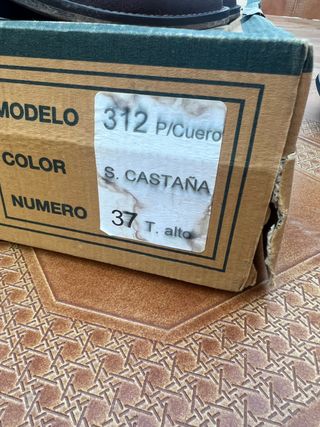 MODELO 312 P/Cuero
COLOR S. CASTAÑA
NUMERO 37 T. alto